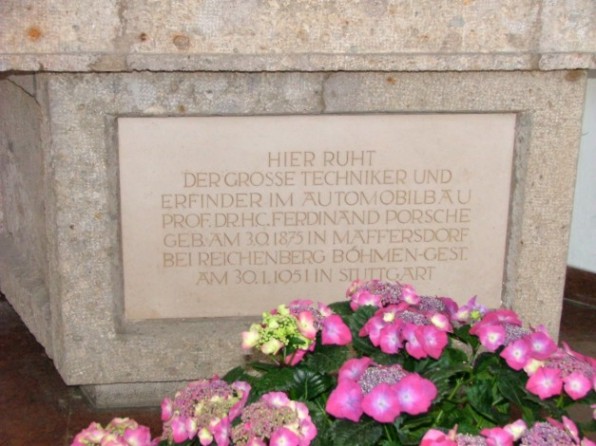 HIER RUHT
DER GROSSE TECHNIKER UND
ERFINDER IM AUTOMOBILBAU
PROF. DR.H.C. FERDINAND PORSCHE
GEB. AM 3.9.1875 IN MAFFERSDORF
BEI REICHENBERG BÖHMEN-GEST.
AM 30.1.1951 IN STUTTGART